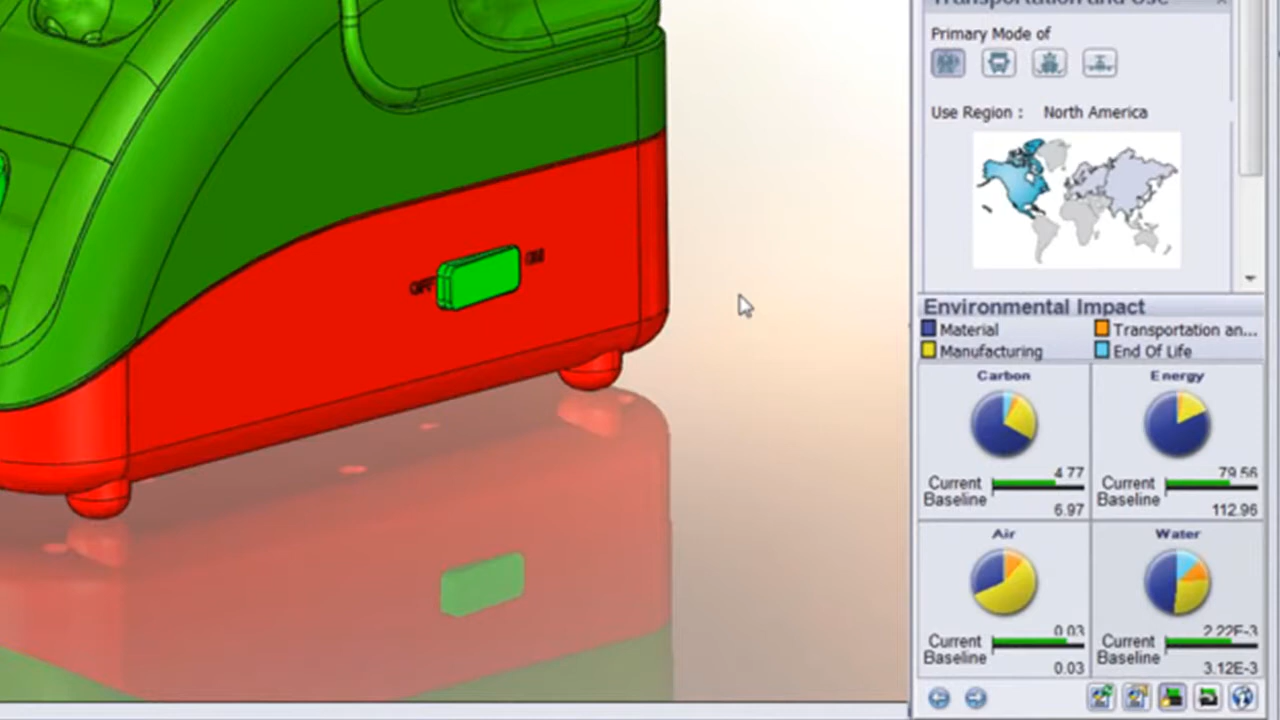 Transportation and Use
Primary Mode of
Use Region : North America
Environmental Impact
Material
Transportation an...
Manufacturing
End Of Life
Carbon
Energy
4.77
Current
Baseline
6.97
79.56
Current
Baseline
112.96
Air
Water
0.03
Current
Baseline
0.03
2.22E-3
Current
Baseline
3.12E-3
OFF
ON